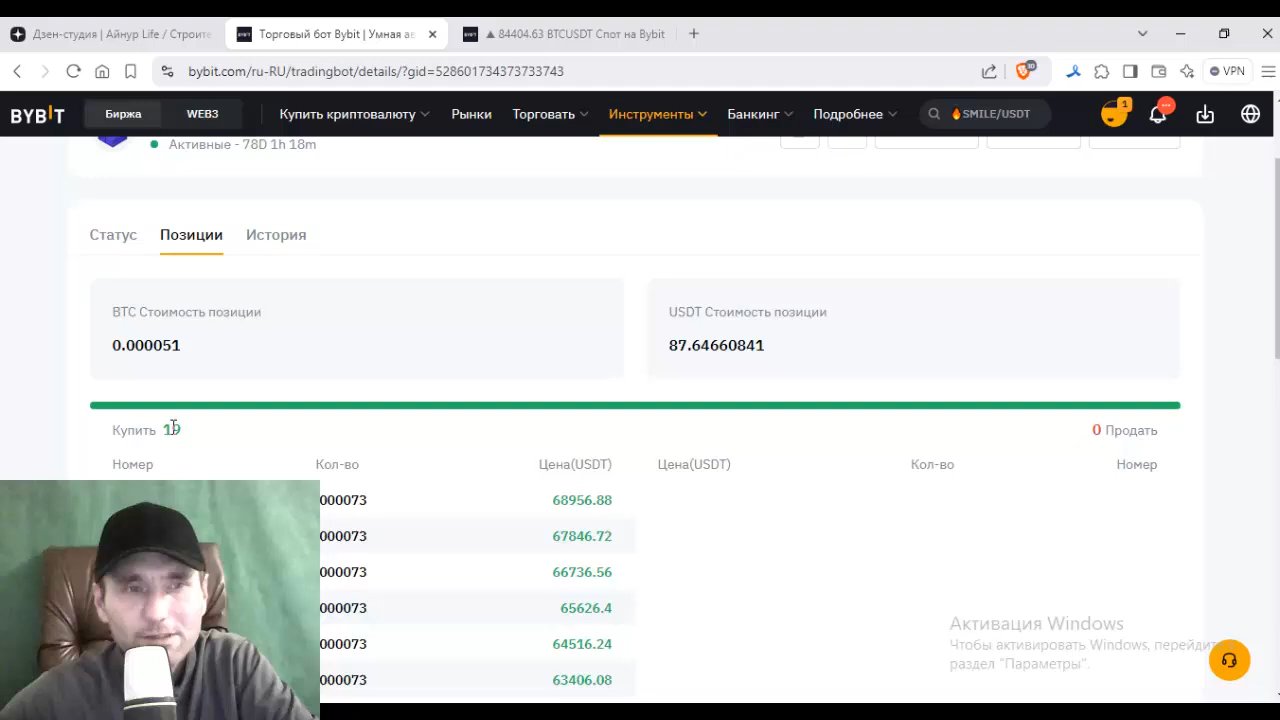 Дзен-студия | Айнур Life / Строите
Торговый бот Bybit | Умная ав
▲ 84404.63 BTCUSDT Спот на Bybit
bybit.com/ru-RU/tradingbot/details/?gid=528601734373733743
VPN
BYBIT Биржа WEB3 Купить криптовалюту Рынки Торговать Инструменты Банкинг Подробнее SMILE/USDT 1
Активные - 78D 1h 18m
Статус Позиции История
BTC Стоимость позиции
0.000051
USDT Стоимость позиции
87.64660841
Купить 19
0 Продать
Номер Кол-во Цена(USDT) Цена(USDT) Кол-во Номер
000073 68956.88
000073 67846.72
000073 66736.56
000073 65626.4
000073 64516.24
000073 63406.08
Активация Windows
Чтобы активировать Windows, перейдит
раздел "Параметры".